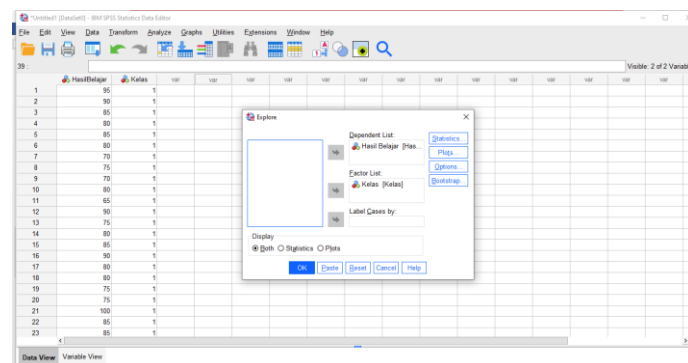 *Untitled1 [DataSet0] - IBM SPSS Statistics Data Editor
File Edit View Data Transform Analyze Graphs Utilities Extensions Window Help
39 :
Visible: 2 of 2 Variabl
HasilBelajar Kelas var var var var var var var var var var var var var
1 95 1
2 90 1
3 85 1
4 80 1
5 85 1
6 80 1
7 70 1
8 75 1
9 70 1
10 80 1
11 65 1
12 90 1
13 75 1
14 80 1
15 85 1
16 90 1
17 80 1
18 80 1
19 75 1
20 75 1
21 100 1
22 85 1
23 85 1
Explore
Dependent List:
Hasil Belajar [Has...
Factor List:
Kelas [Kelas]
Label Cases by:
Statistics...
Plots...
Options...
Bootstrap...
Display
Both Statistics Plots
OK Paste Reset Cancel Help
Data View Variable View